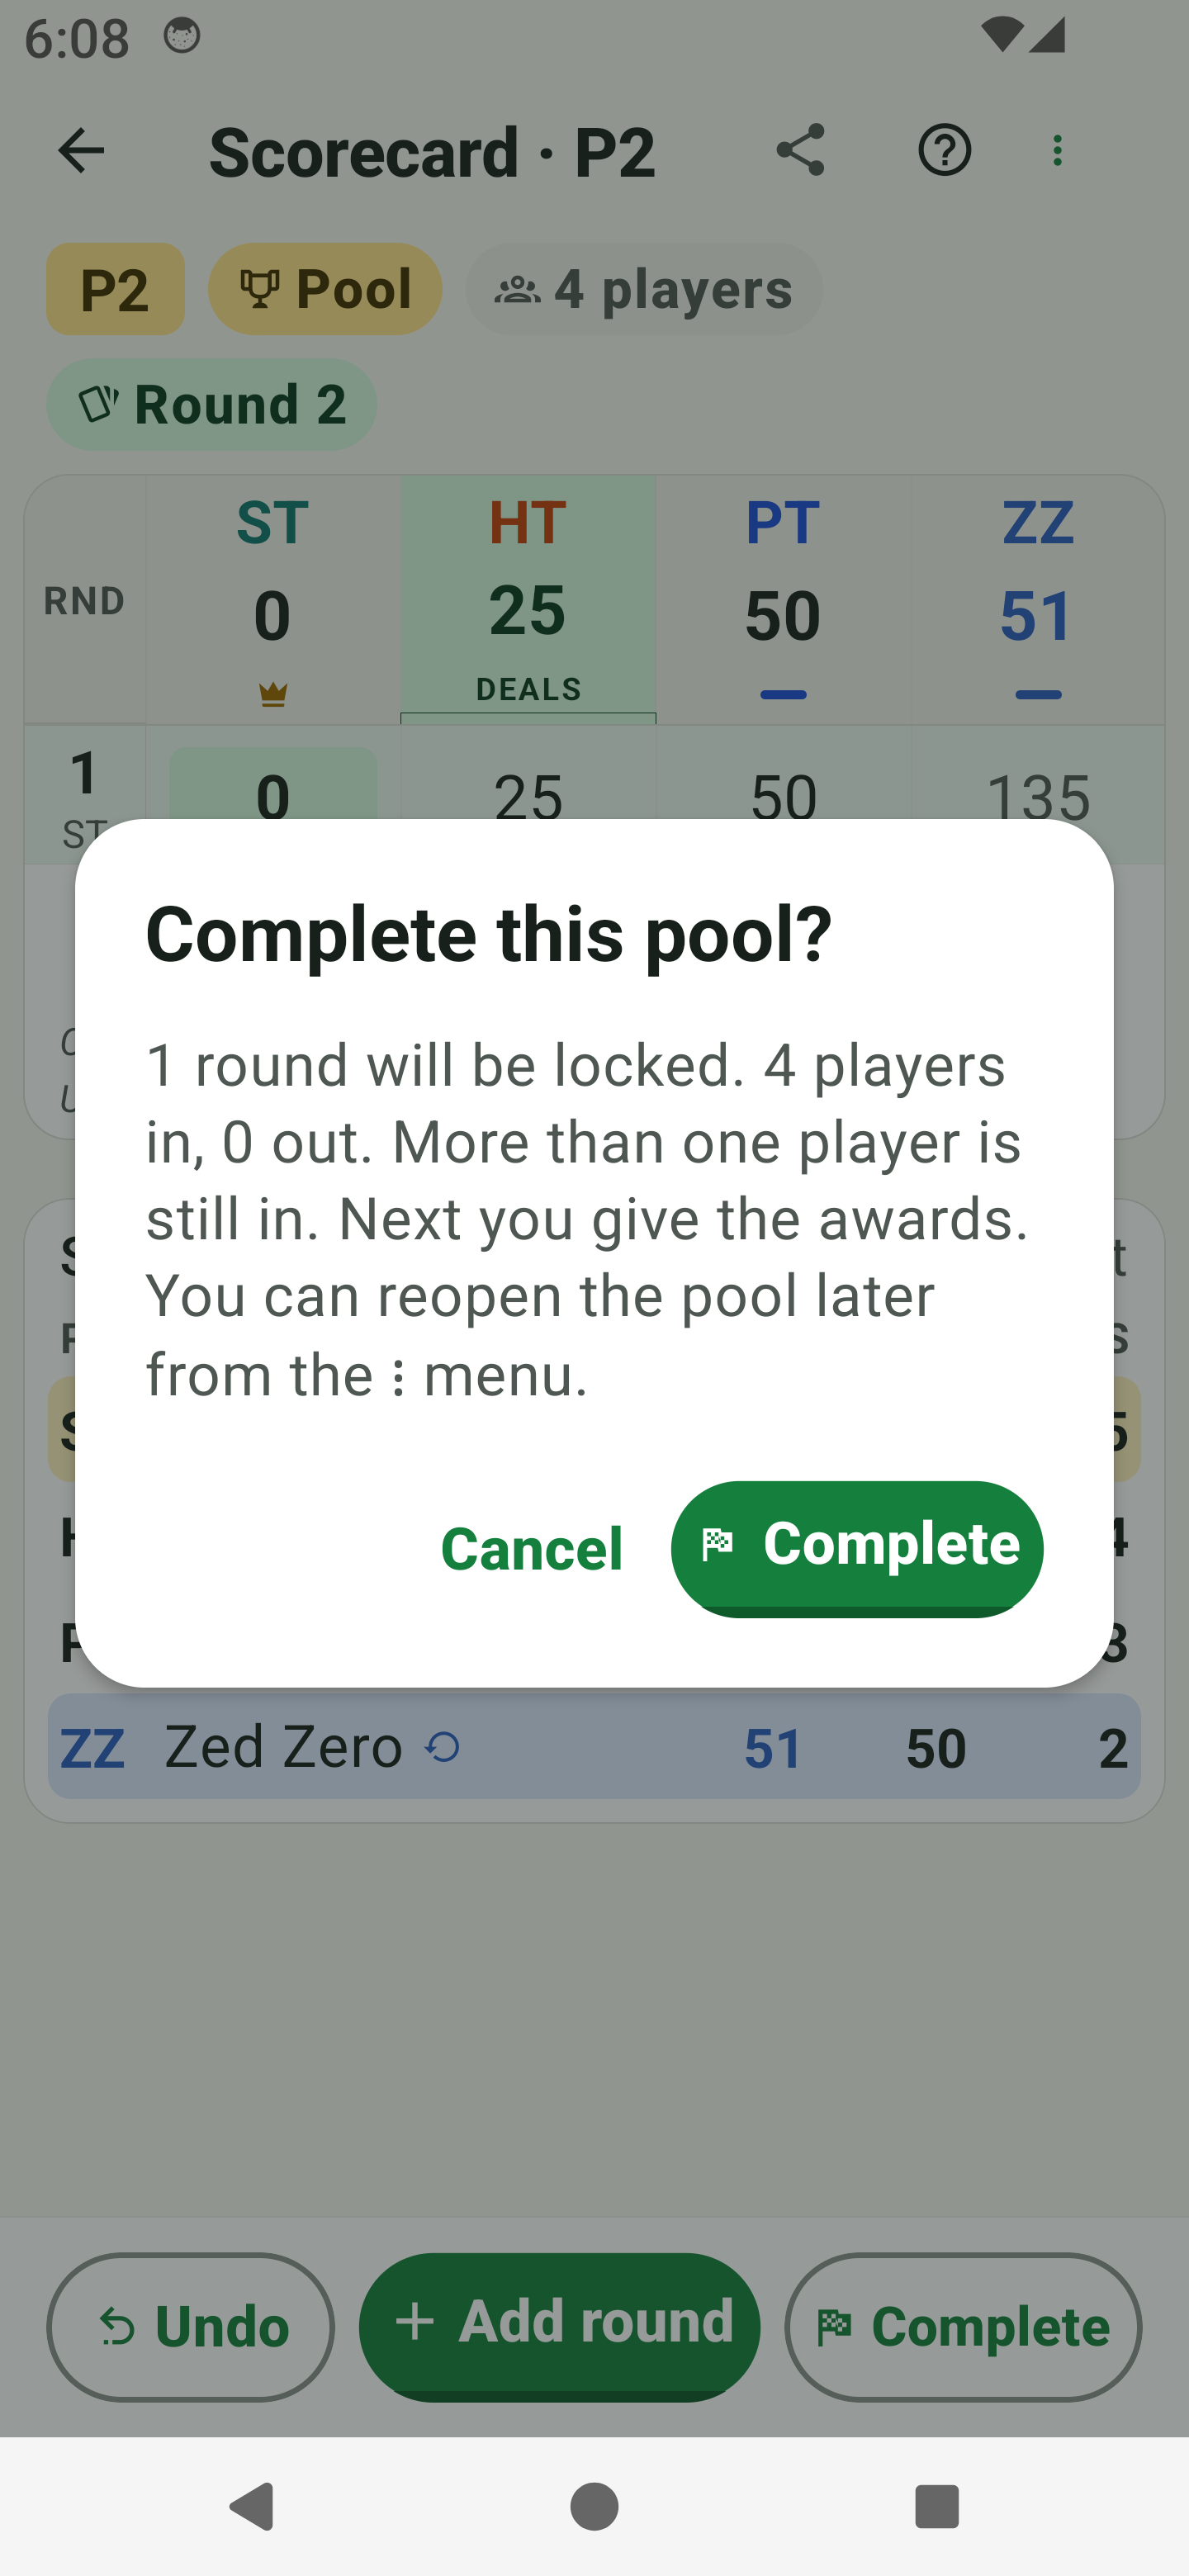 6:08
Scorecard · P2
P2
Pool
4 players
Round 2
RND
ST
HT
PT
ZZ
0
25
50
51
DEALS
1
0
25
50
135
ST
Complete this pool?
1 round will be locked. 4 players
in, 0 out. More than one player is
still in. Next you give the awards.
You can reopen the pool later
from the ⋮ menu.
Cancel
Complete
ZZ Zed Zero 51 50 2
Undo
+ Add round
Complete